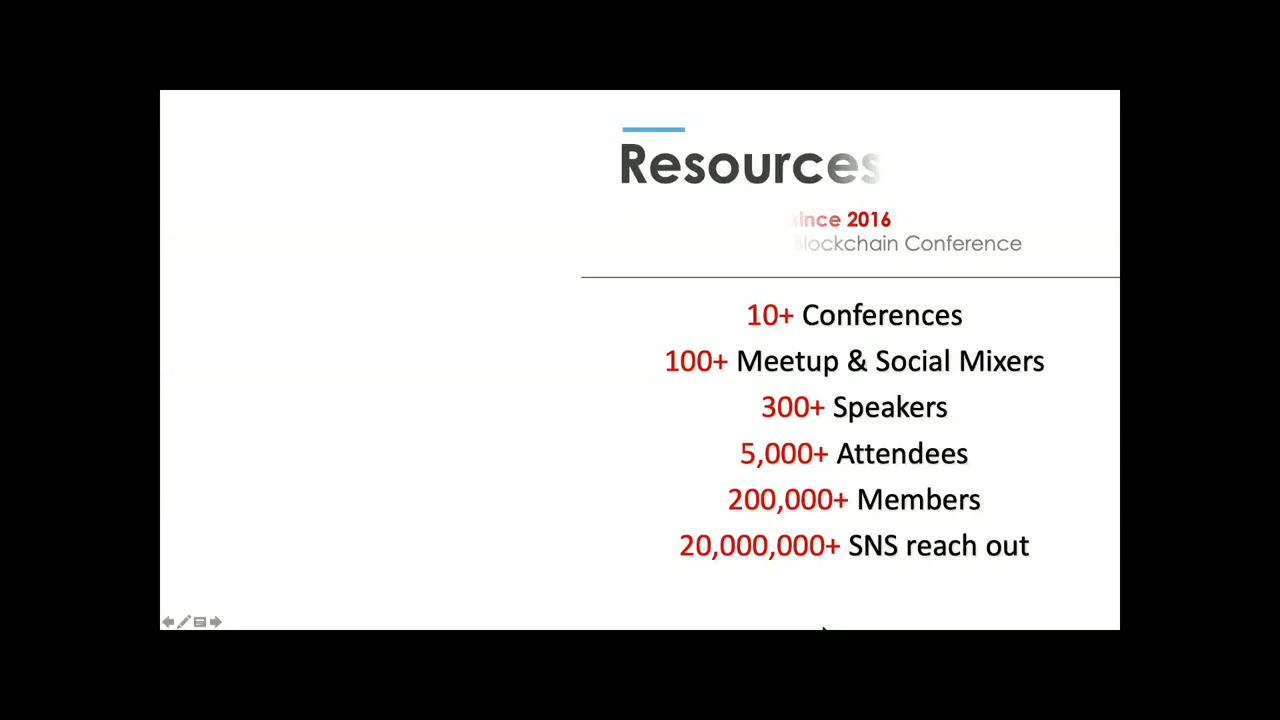 Resources
since 2016
Blockchain Conference
10+ Conferences
100+ Meetup & Social Mixers
300+ Speakers
5,000+ Attendees
200,000+ Members
20,000,000+ SNS reach out